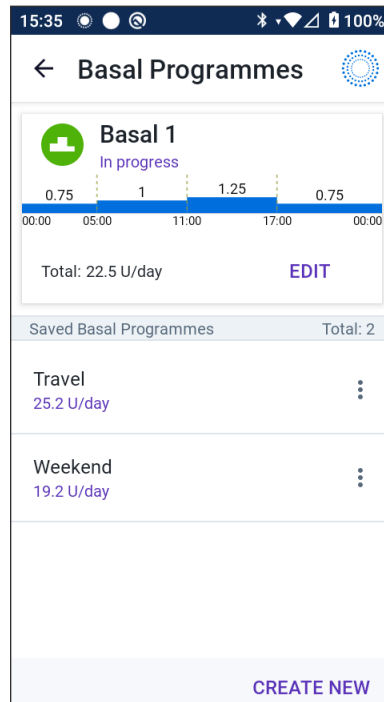 15:35 100%
Basal Programmes
Basal 1
In progress
0.75 1 1.25 0.75
00:00 05:00 11:00 17:00 00:00
Total: 22.5 U/day EDIT
Saved Basal Programmes Total: 2
Travel
25.2 U/day
Weekend
19.2 U/day
CREATE NEW